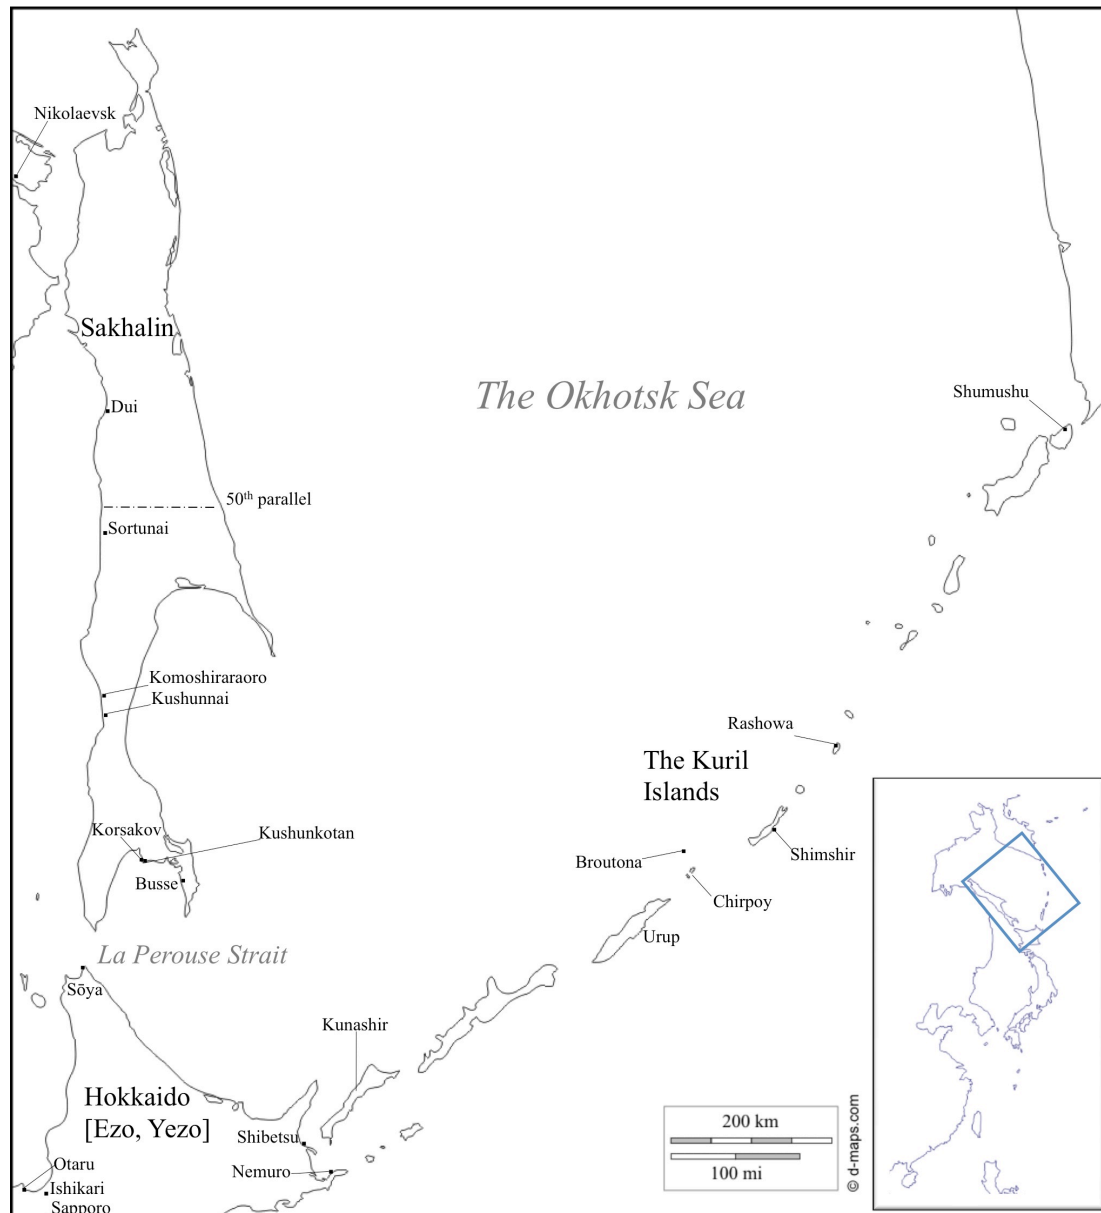 Nikolaevsk
Sakhalin
The Okhotsk Sea
Shumushu
Dui
50th parallel
Sortunai
Komoshiraraoro
Kushunnai
Rashowa
The Kuril
Islands
Korsakov
Kushunkotan
Broutona
Shimshir
Busse
Chirpoy
Urup
La Perouse Strait
Sōya
Kunashir
Hokkaido
[Ezo, Yezo]
Shibetsu
Nemuro
Otaru
Ishikari
Sapporo
200 km
100 mi
© d-maps.com